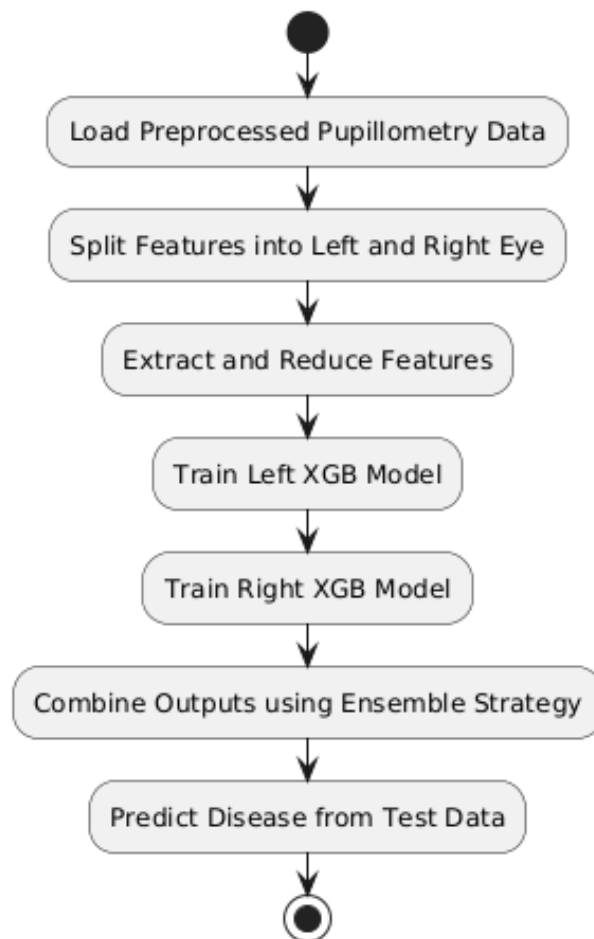 Load Preprocessed Pupillometry Data
Split Features into Left and Right Eye
Extract and Reduce Features
Train Left XGB Model
Train Right XGB Model
Combine Outputs using Ensemble Strategy
Predict Disease from Test Data